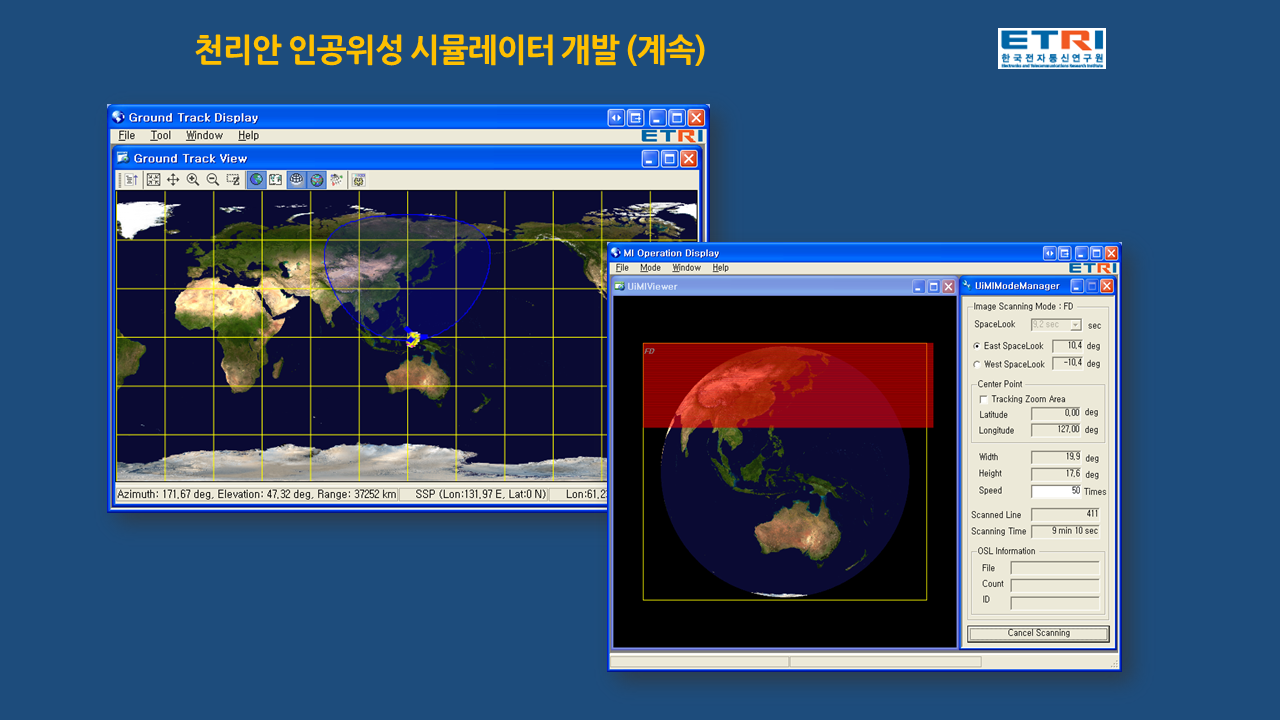 천리안 인공위성 시뮬레이터 개발 (계속)
ETRI
한국전자통신연구원
Electronics and Telecommunications Research Institute
Ground Track Display
File Tool Window Help
ETRI
Ground Track View
Azimuth: 171,67 deg, Elevation: 47,32 deg, Range: 37252 km
SSP (Lon:131,97 E, Lat:0 N)
Lon:61,2
MI Operation Display
File Mode Window Help
ETRI
UiMIViewer
FD
UiMIModeManager
Image Scanning Mode : FD
SpaceLook 9,2 sec sec
East SpaceLook 10,4 deg
West SpaceLook -10,4 deg
Center Point
Tracking Zoom Area
Latitude 0,00 deg
Longitude 127,00 deg
Width 19,9 deg
Height 17,6 deg
Speed 50 Times
Scanned Line 411
Scanning Time 9 min 10 sec
OSL Information
File
Count
ID
Cancel Scanning